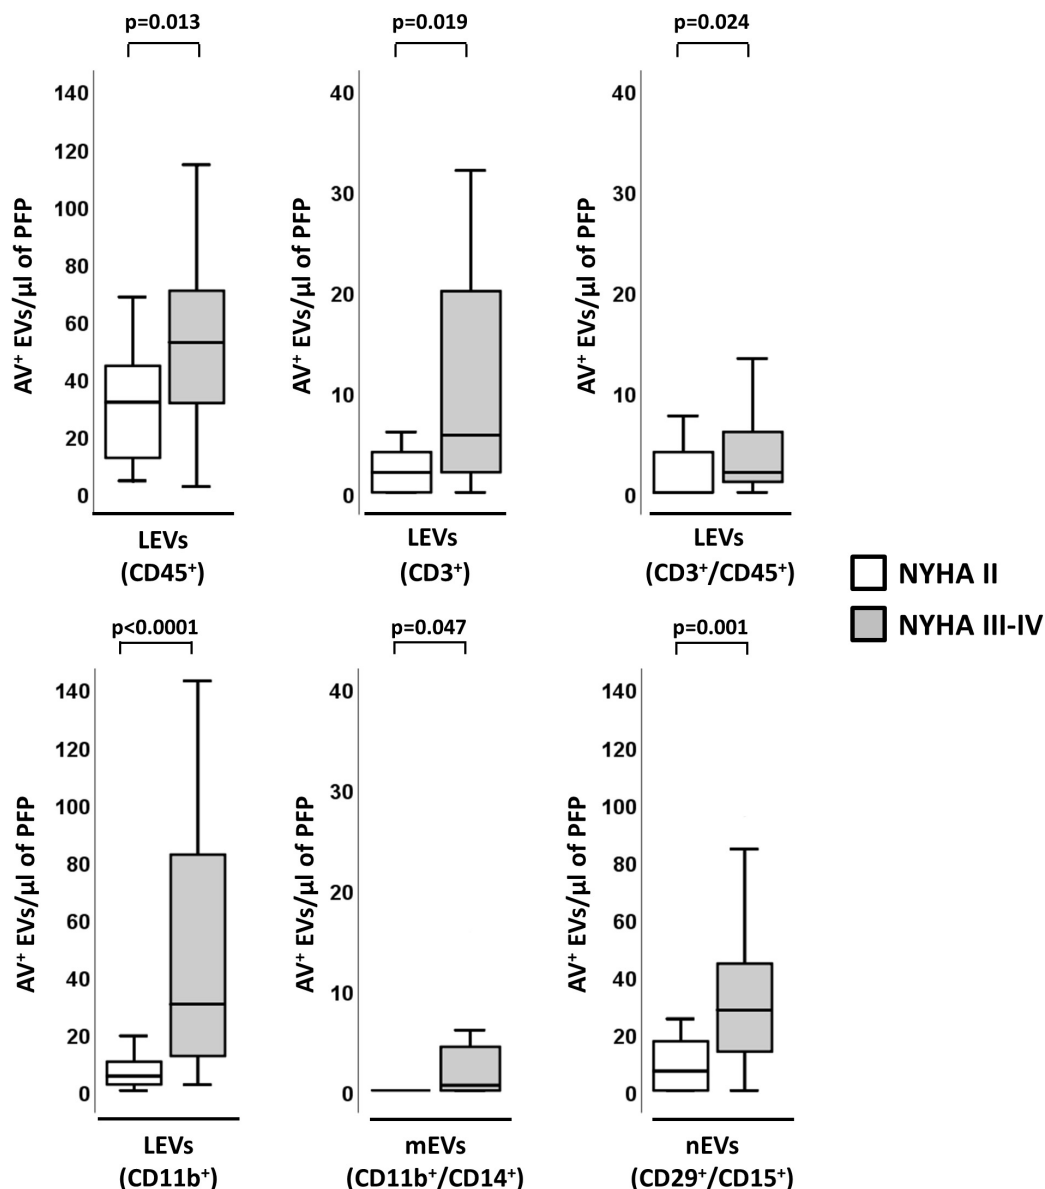 p=0.013
p=0.019
p=0.024
AV⁺ EVs/µl of PFP
140
120
100
80
60
40
20
0
LEVs
(CD45⁺)
AV⁺ EVs/µl of PFP
40
30
20
10
0
LEVs
(CD3⁺)
AV⁺ EVs/µl of PFP
40
30
20
10
0
LEVs
(CD3⁺/CD45⁺)
NYHA II
NYHA III-IV
p<0.0001
p=0.047
p=0.001
AV⁺ EVs/µl of PFP
140
120
100
80
60
40
20
0
LEVs
(CD11b⁺)
AV⁺ EVs/µl of PFP
40
30
20
10
0
mEVs
(CD11b⁺/CD14⁺)
AV⁺ EVs/µl of PFP
140
120
100
80
60
40
20
0
nEVs
(CD29⁺/CD15⁺)